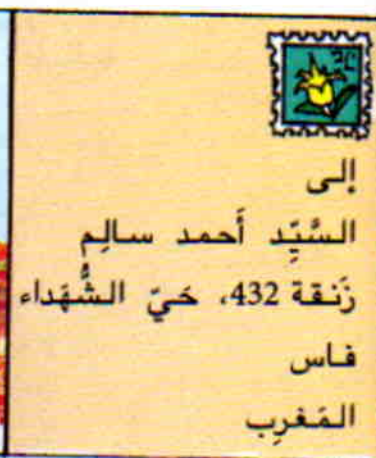 إلى
السَّيِّد أَحمد سالِم
زَنقة 432، حَيّ الشُّهَداء
فاس
المَغرِب